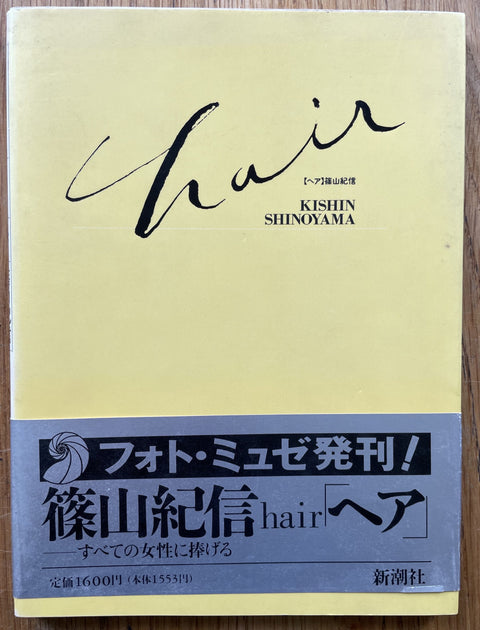 hair
【ヘア】篠山紀信
KISHIN
SHINOYAMA
フォト・ミュゼ発刊!
篠山紀信hair「ヘア」
——すべての女性に捧げる
定価1600円(本体1553円)
新潮社